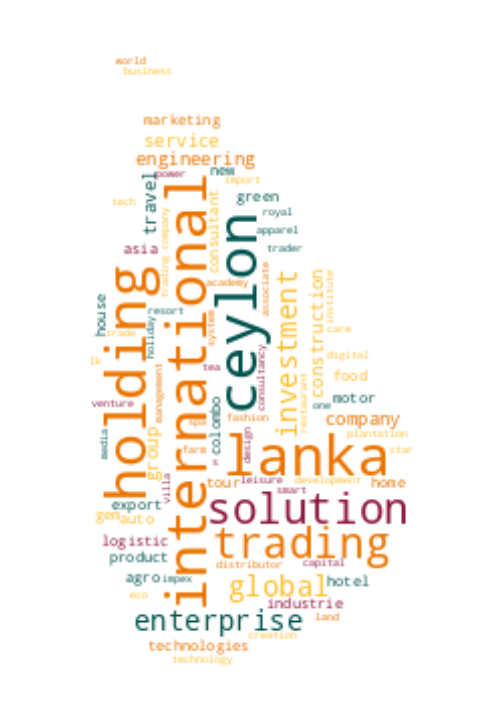 world
business
marketing
service
engineering
power
new
import
travel
green
tech
royal
consultant
trading company
international
ceylon
apparel
trader
asia
academy
associate
holding
investment
construction
institute
house
resort
trade
holiday
system
care
lk
management
tea
consultancy
digital
food
restaurant
venture
motor
one
spa
fashion
company
colombo
media
group
farm
design
lanka
plantation
star
villa
tour
leisure
development
home
smart
export
solution
gem
auto
logistic
trading
product
distributor
capital
agro
impex
global
hotel
eco
industrie
enterprise
land
creation
technologies
technology